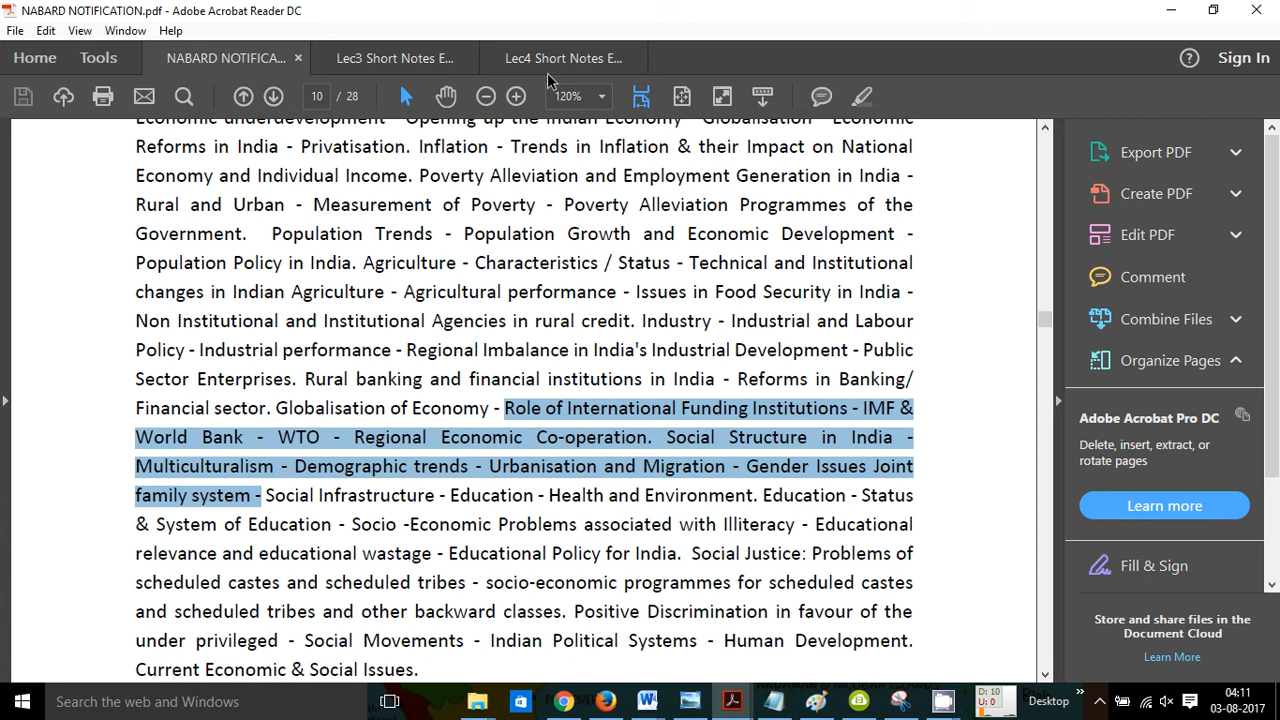 NABARD NOTIFICATION.pdf - Adobe Acrobat Reader DC
File Edit View Window Help
Home Tools NABARD NOTIFICA... × Lec3 Short Notes E... Lec4 Short Notes E... Sign In
10 / 28 120%
Economic underdevelopment - Opening up the Indian Economy - Globalisation - Economic
Reforms in India - Privatisation. Inflation - Trends in Inflation & their Impact on National
Economy and Individual Income. Poverty Alleviation and Employment Generation in India -
Rural and Urban - Measurement of Poverty - Poverty Alleviation Programmes of the
Government. Population Trends - Population Growth and Economic Development -
Population Policy in India. Agriculture - Characteristics / Status - Technical and Institutional
changes in Indian Agriculture - Agricultural performance - Issues in Food Security in India -
Non Institutional and Institutional Agencies in rural credit. Industry - Industrial and Labour
Policy - Industrial performance - Regional Imbalance in India's Industrial Development - Public
Sector Enterprises. Rural banking and financial institutions in India - Reforms in Banking/
Financial sector. Globalisation of Economy - Role of International Funding Institutions - IMF &
World Bank - WTO - Regional Economic Co-operation. Social Structure in India -
Multiculturalism - Demographic trends - Urbanisation and Migration - Gender Issues Joint
family system - Social Infrastructure - Education - Health and Environment. Education - Status
& System of Education - Socio -Economic Problems associated with Illiteracy - Educational
relevance and educational wastage - Educational Policy for India. Social Justice: Problems of
scheduled castes and scheduled tribes - socio-economic programmes for scheduled castes
and scheduled tribes and other backward classes. Positive Discrimination in favour of the
under privileged - Social Movements - Indian Political Systems - Human Development.
Current Economic & Social Issues.
Export PDF
Create PDF
Edit PDF
Comment
Combine Files
Organize Pages
Adobe Acrobat Pro DC
Delete, insert, extract, or
rotate pages
Learn more
Fill & Sign
Store and share files in the
Document Cloud
Learn More
Search the web and Windows
D: 10
U: 0
Desktop
04:11
03-08-2017